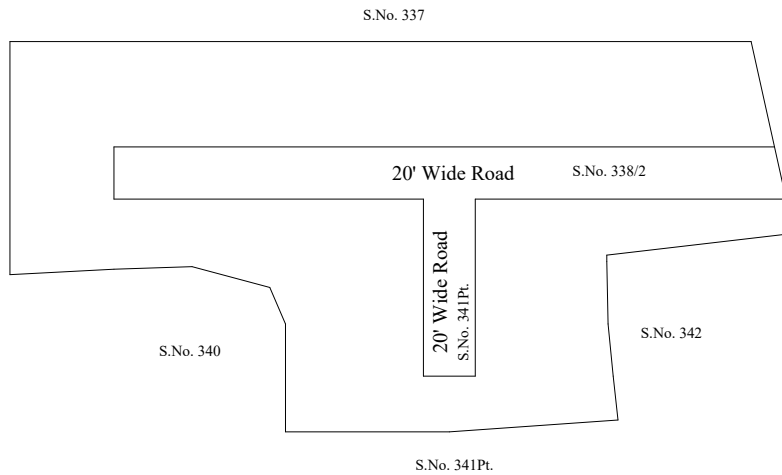 S.No. 337
20' Wide Road
S.No. 338/2
20' Wide Road
S.No. 341Pt.
S.No. 340
S.No. 342
S.No. 341Pt.